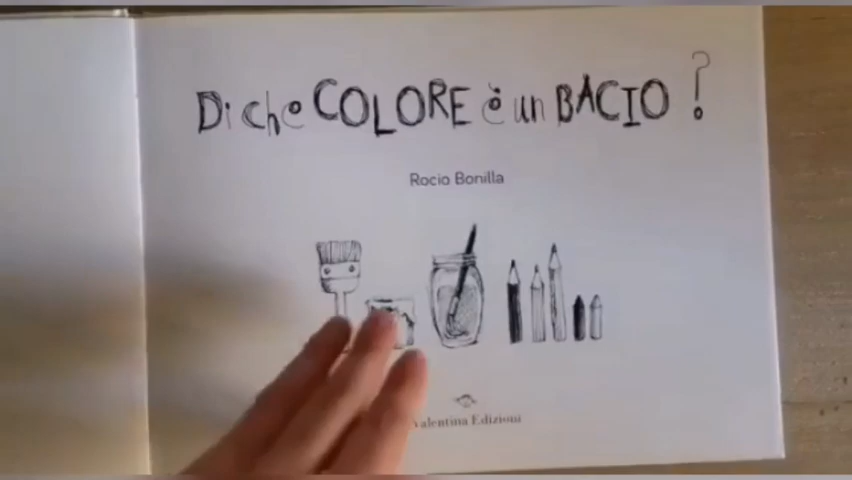 Di che COLORE è un BACIO?
Rocio Bonilla
Valentina Edizioni